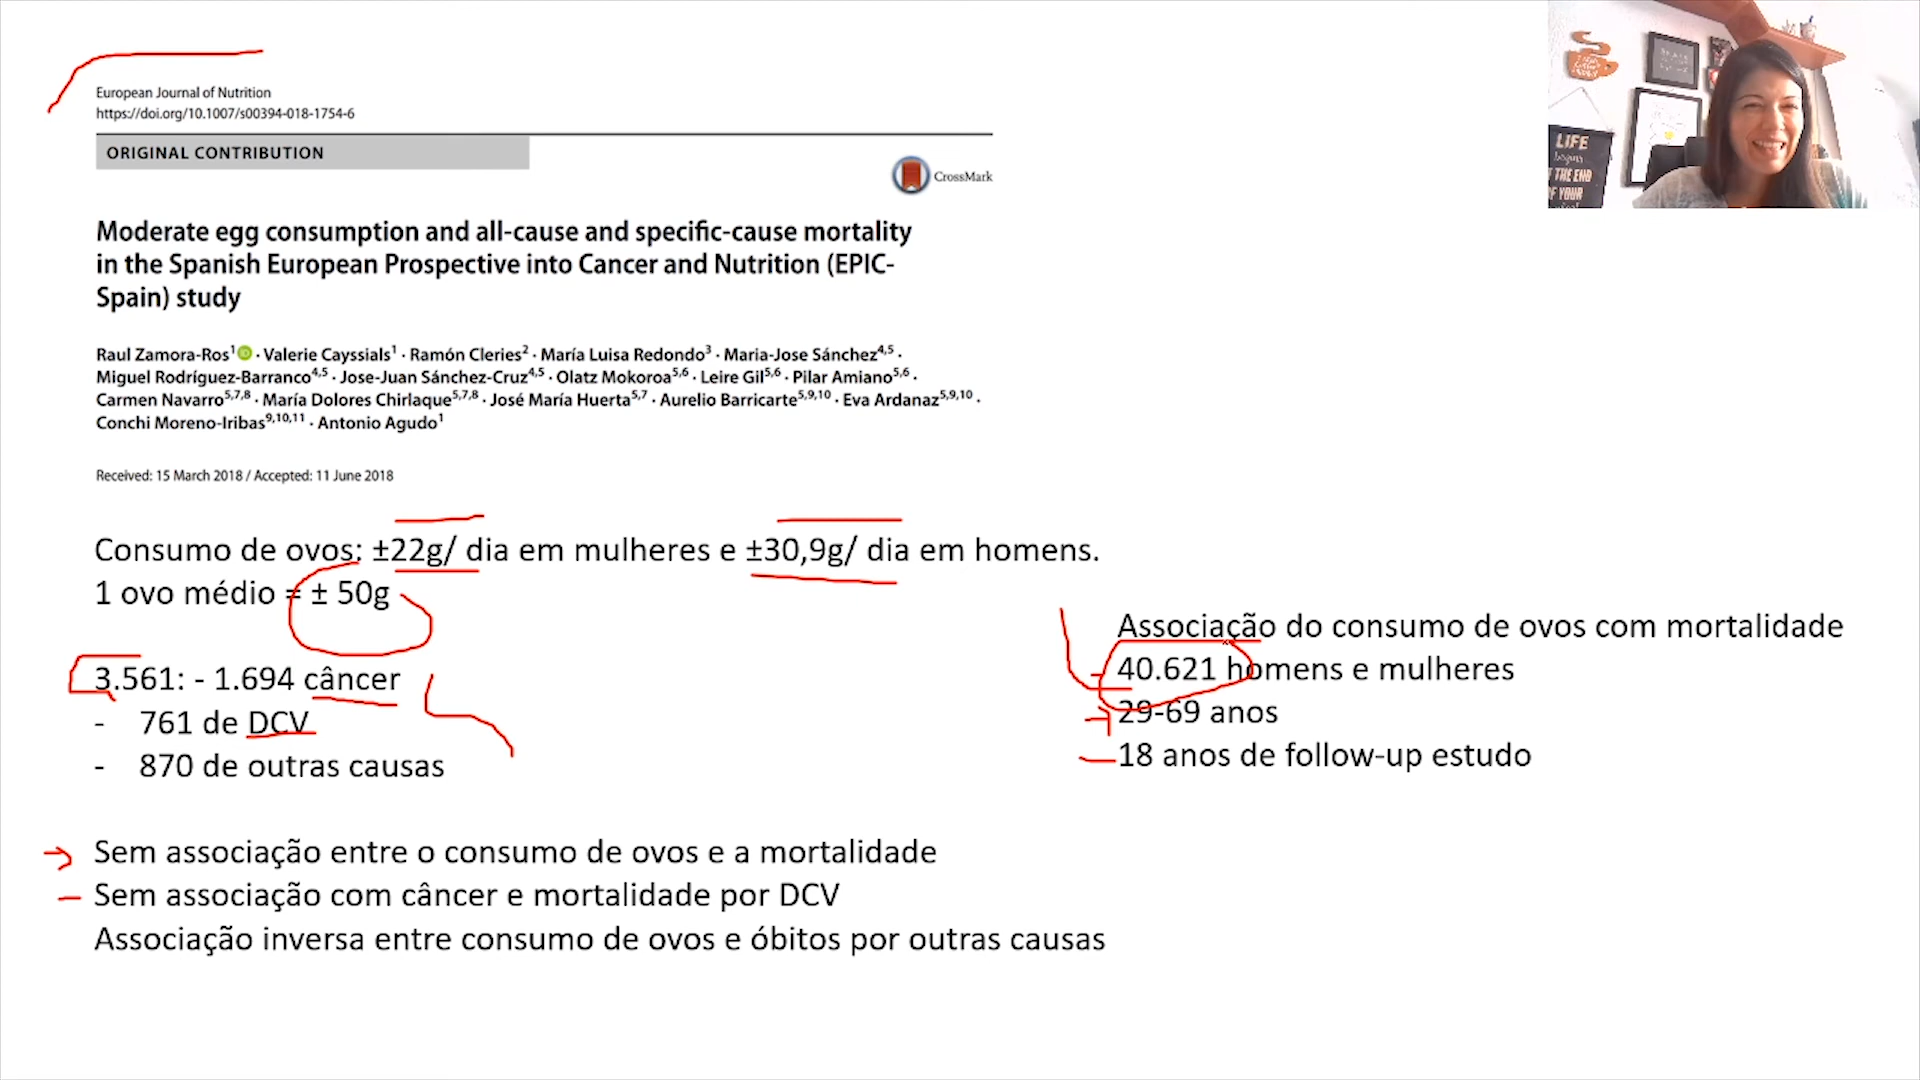 European Journal of Nutrition
https://doi.org/10.1007/s00394-018-1754-6
ORIGINAL CONTRIBUTION
CrossMark
Moderate egg consumption and all-cause and specific-cause mortality
in the Spanish European Prospective into Cancer and Nutrition (EPIC-
Spain) study
Raul Zamora-Ros¹ · Valerie Cayssials¹ · Ramón Cleries² · María Luisa Redondo³ · Maria-Jose Sánchez⁴,⁵ ·
Miguel Rodríguez-Barranco⁴,⁵ · Jose-Juan Sánchez-Cruz⁴,⁵ · Olatz Mokoroa⁵,⁶ · Leire Gil⁵,⁶ · Pilar Amiano⁵,⁶ ·
Carmen Navarro⁵,⁷,⁸ · María Dolores Chirlaque⁵,⁷,⁸ · José María Huerta⁵,⁷ · Aurelio Barricarte⁵,⁹,¹⁰ · Eva Ardanaz⁵,⁹,¹⁰ ·
Conchi Moreno-Iribas⁹,¹⁰,¹¹ · Antonio Agudo¹
Received: 15 March 2018 / Accepted: 11 June 2018
Consumo de ovos: ±22g/ dia em mulheres e ±30,9g/ dia em homens.
1 ovo médio = ± 50g
3.561: - 1.694 câncer
- 761 de DCV
- 870 de outras causas
Associação do consumo de ovos com mortalidade
40.621 homens e mulheres
29-69 anos
18 anos de follow-up estudo
Sem associação entre o consumo de ovos e a mortalidade
Sem associação com câncer e mortalidade por DCV
Associação inversa entre consumo de ovos e óbitos por outras causas
LIFE
begins
THE END
OF YOUR